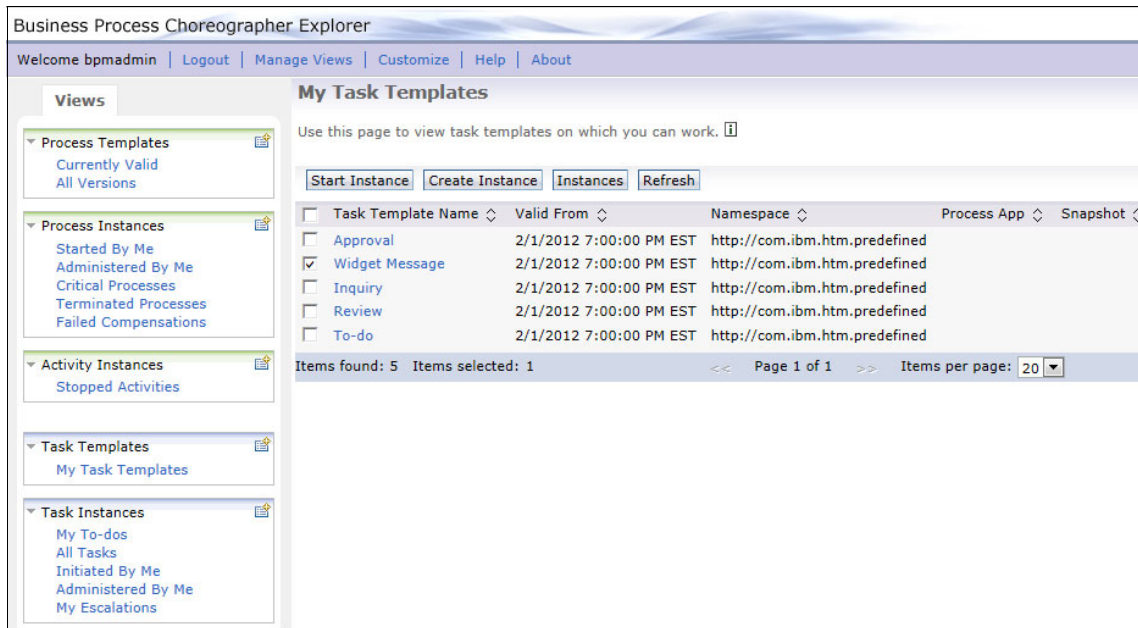 Business Process Choreographer Explorer
Welcome bpmadmin | Logout | Manage Views | Customize | Help | About
Views
Process Templates
Currently Valid
All Versions
Process Instances
Started By Me
Administered By Me
Critical Processes
Terminated Processes
Failed Compensations
Activity Instances
Stopped Activities
Task Templates
My Task Templates
Task Instances
My To-dos
All Tasks
Initiated By Me
Administered By Me
My Escalations
My Task Templates
Use this page to view task templates on which you can work.
Start Instance Create Instance Instances Refresh
Task Template Name Valid From Namespace Process App Snapshot
Approval 2/1/2012 7:00:00 PM EST http://com.ibm.htm.predefined
Widget Message 2/1/2012 7:00:00 PM EST http://com.ibm.htm.predefined
Inquiry 2/1/2012 7:00:00 PM EST http://com.ibm.htm.predefined
Review 2/1/2012 7:00:00 PM EST http://com.ibm.htm.predefined
To-do 2/1/2012 7:00:00 PM EST http://com.ibm.htm.predefined
Items found: 5 Items selected: 1 << Page 1 of 1 >> Items per page: 20